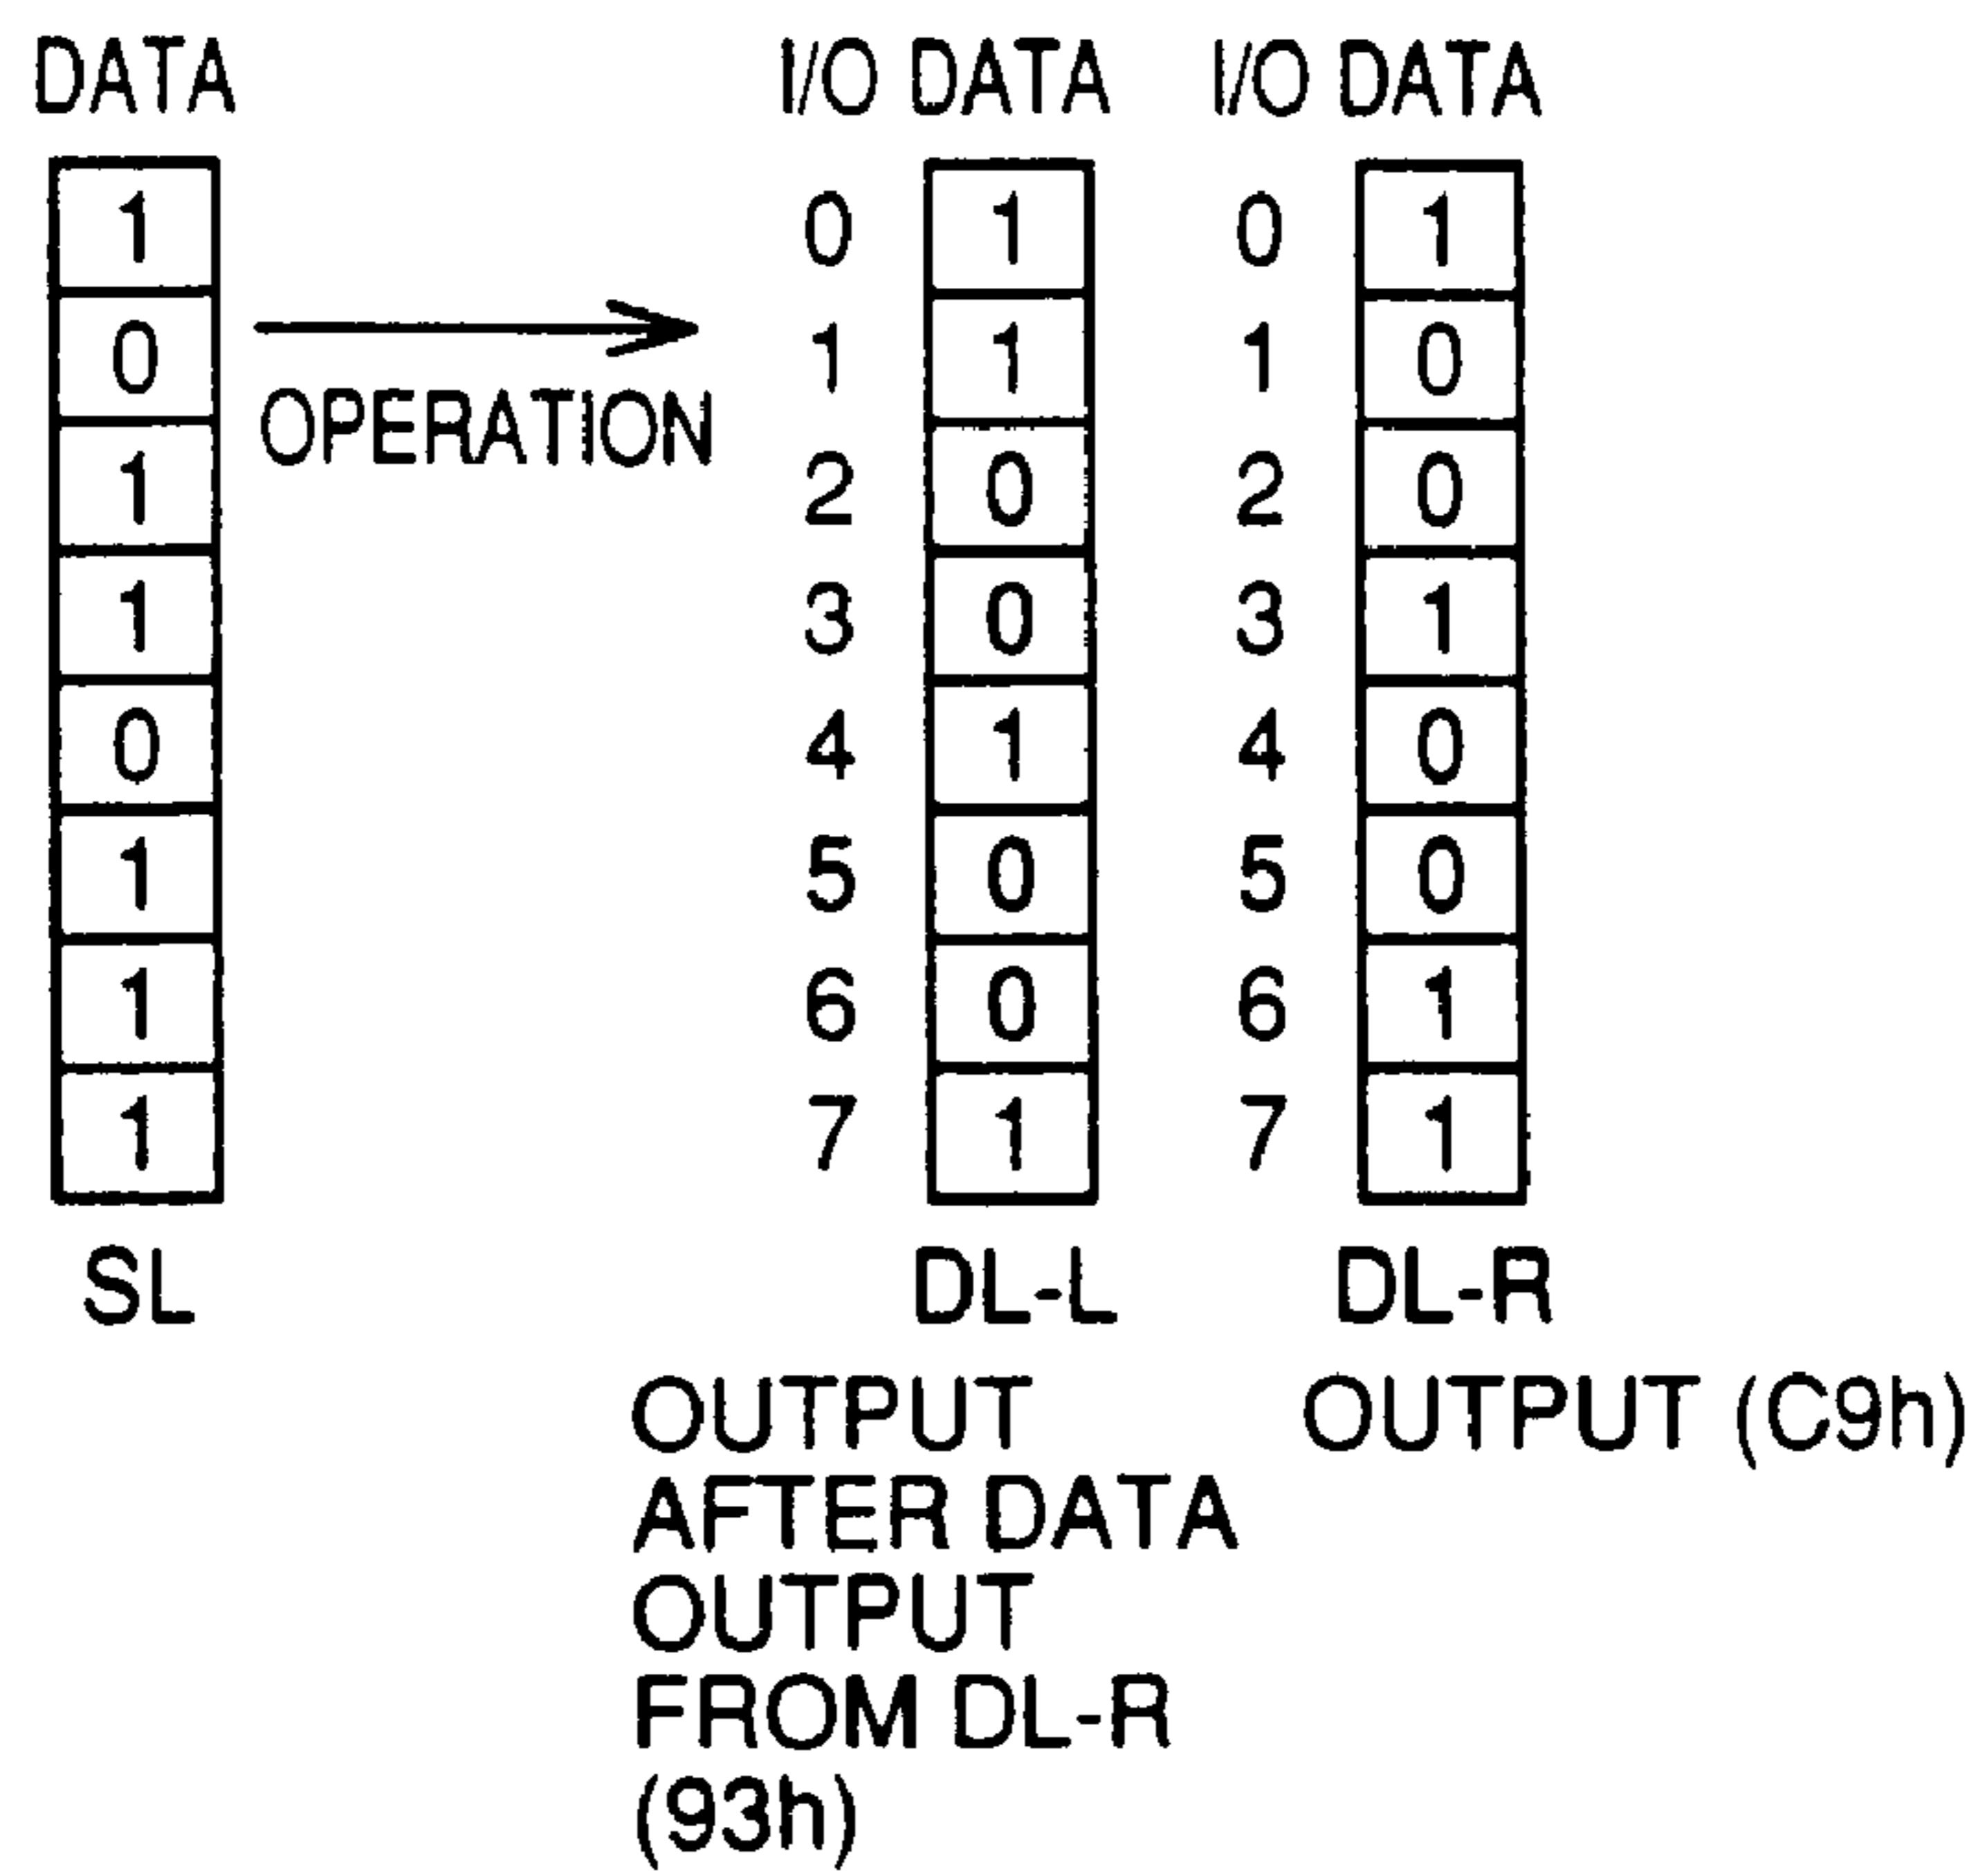 DATA I/O DATA I/O DATA
1 0 1 0 1
0 1 1 1 0
OPERATION
1 2 0 2 0
1 3 0 3 1
0 4 1 4 0
1 5 0 5 0
1 6 0 6 1
1 7 1 7 1
SL DL-L DL-R
OUTPUT OUTPUT (C9h)
AFTER DATA
OUTPUT
FROM DL-R
(93h)